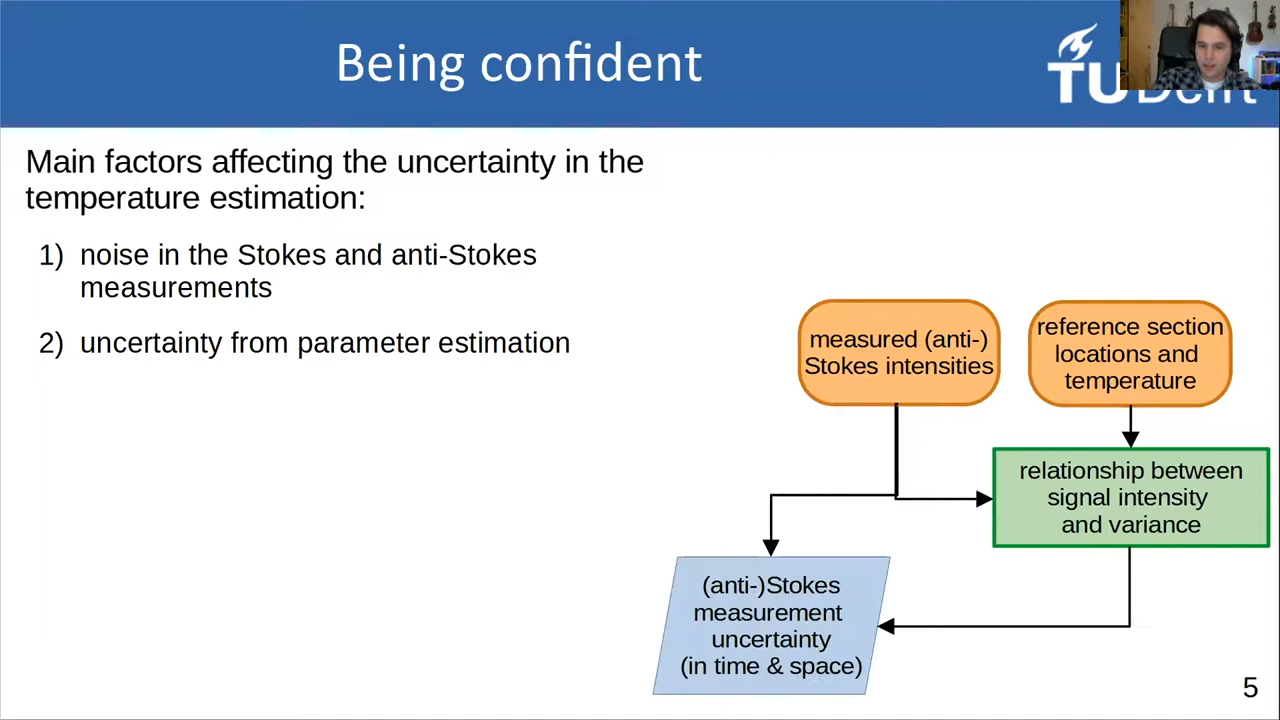 Being confident
TU Delft
Main factors affecting the uncertainty in the
temperature estimation:
1) noise in the Stokes and anti-Stokes
measurements
2) uncertainty from parameter estimation
measured (anti-)
Stokes intensities
reference section
locations and
temperature
relationship between
signal intensity
and variance
(anti-)Stokes
measurement
uncertainty
(in time & space)
5